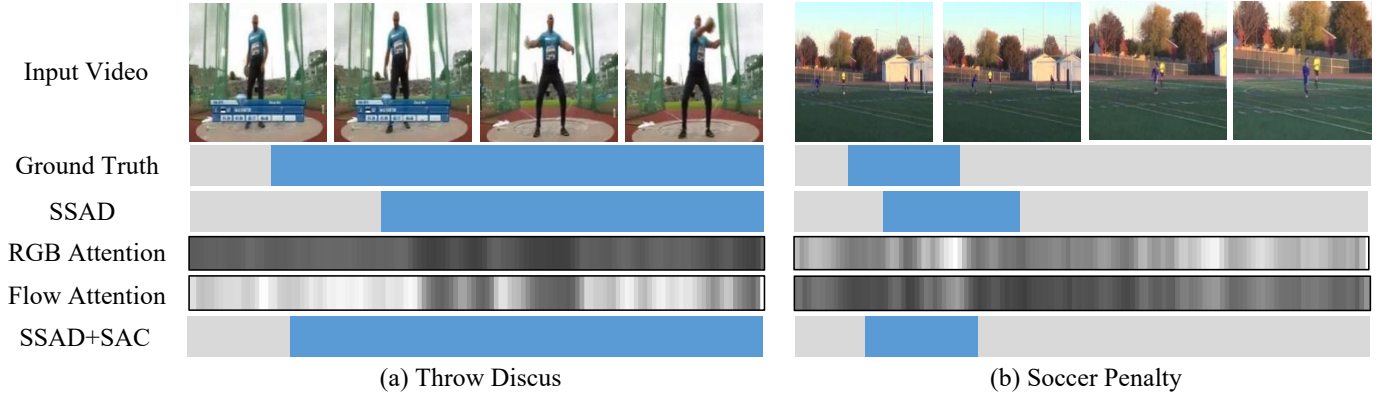 Input Video
Ground Truth
SSAD
RGB Attention
Flow Attention
SSAD+SAC
(a) Throw Discus
(b) Soccer Penalty